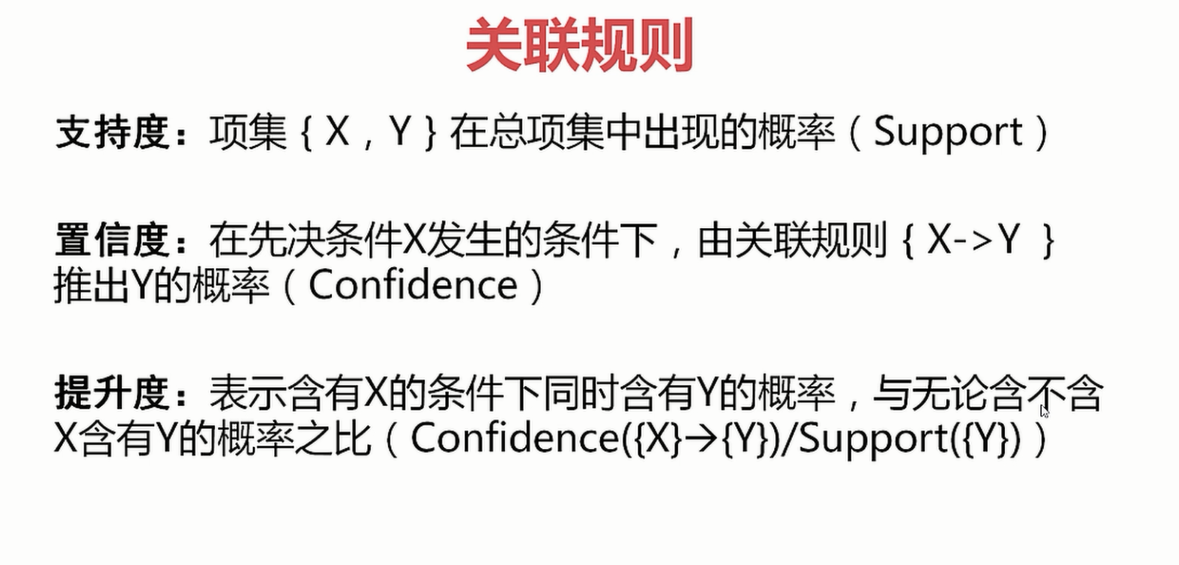 关联规则
支持度：项集 { X , Y } 在总项集中出现的概率（Support）
置信度：在先决条件X发生的条件下，由关联规则 { X->Y }
推出Y的概率（Confidence）
提升度：表示含有X的条件下同时含有Y的概率，与无论含不含
X含有Y的概率之比（Confidence({X}→{Y})/Support({Y})）